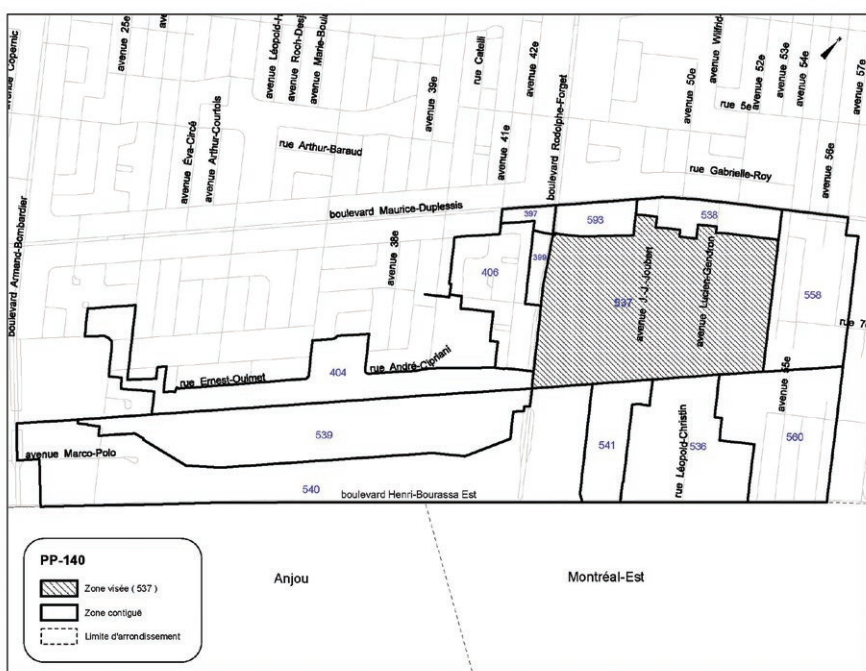 avenue Copernic
avenue 25e
avenue Roch-Desj
avenue Marie-Boul
avenue Éva-Circé
avenue Arthur-Courtois
rue Arthur-Baraud
avenue 39e
rue Catelli
avenue 42e
avenue 41e
boulevard Rodolphe-Forget
avenue 50e
avenue Wilfrid-
avenue 52e
avenue 53e
avenue 54e
avenue 57e
rue 5e
avenue 56e
rue Gabrielle-Roy
boulevard Maurice-Duplessis
boulevard Armand-Bombardier
avenue 38e
397
593
538
406
399
537
avenue J.-J.-Joubert
avenue Lucien-Gendron
558
rue 7e
rue Ernest-Ouimet
404
rue André-Cipriani
avenue 55e
avenue Marco-Polo
539
541
rue Léopold-Christin
536
560
540
boulevard Henri-Bourassa Est
Anjou
Montréal-Est
PP-140
Zone visée ( 537 )
Zone contiguë
Limite d'arrondissement